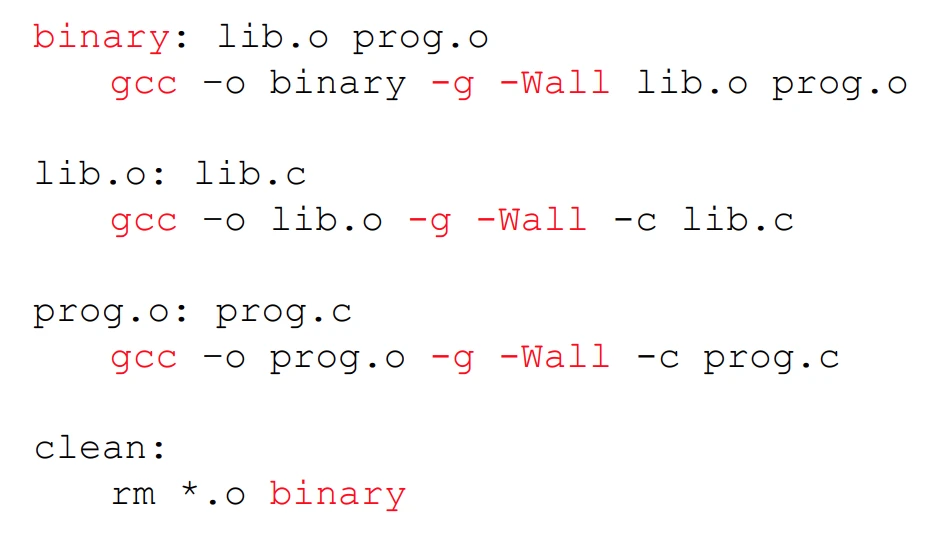 binary: lib.o prog.o
gcc –o binary -g -Wall lib.o prog.o
lib.o: lib.c
gcc –o lib.o -g -Wall -c lib.c
prog.o: prog.c
gcc –o prog.o -g -Wall -c prog.c
clean:
rm *.o binary